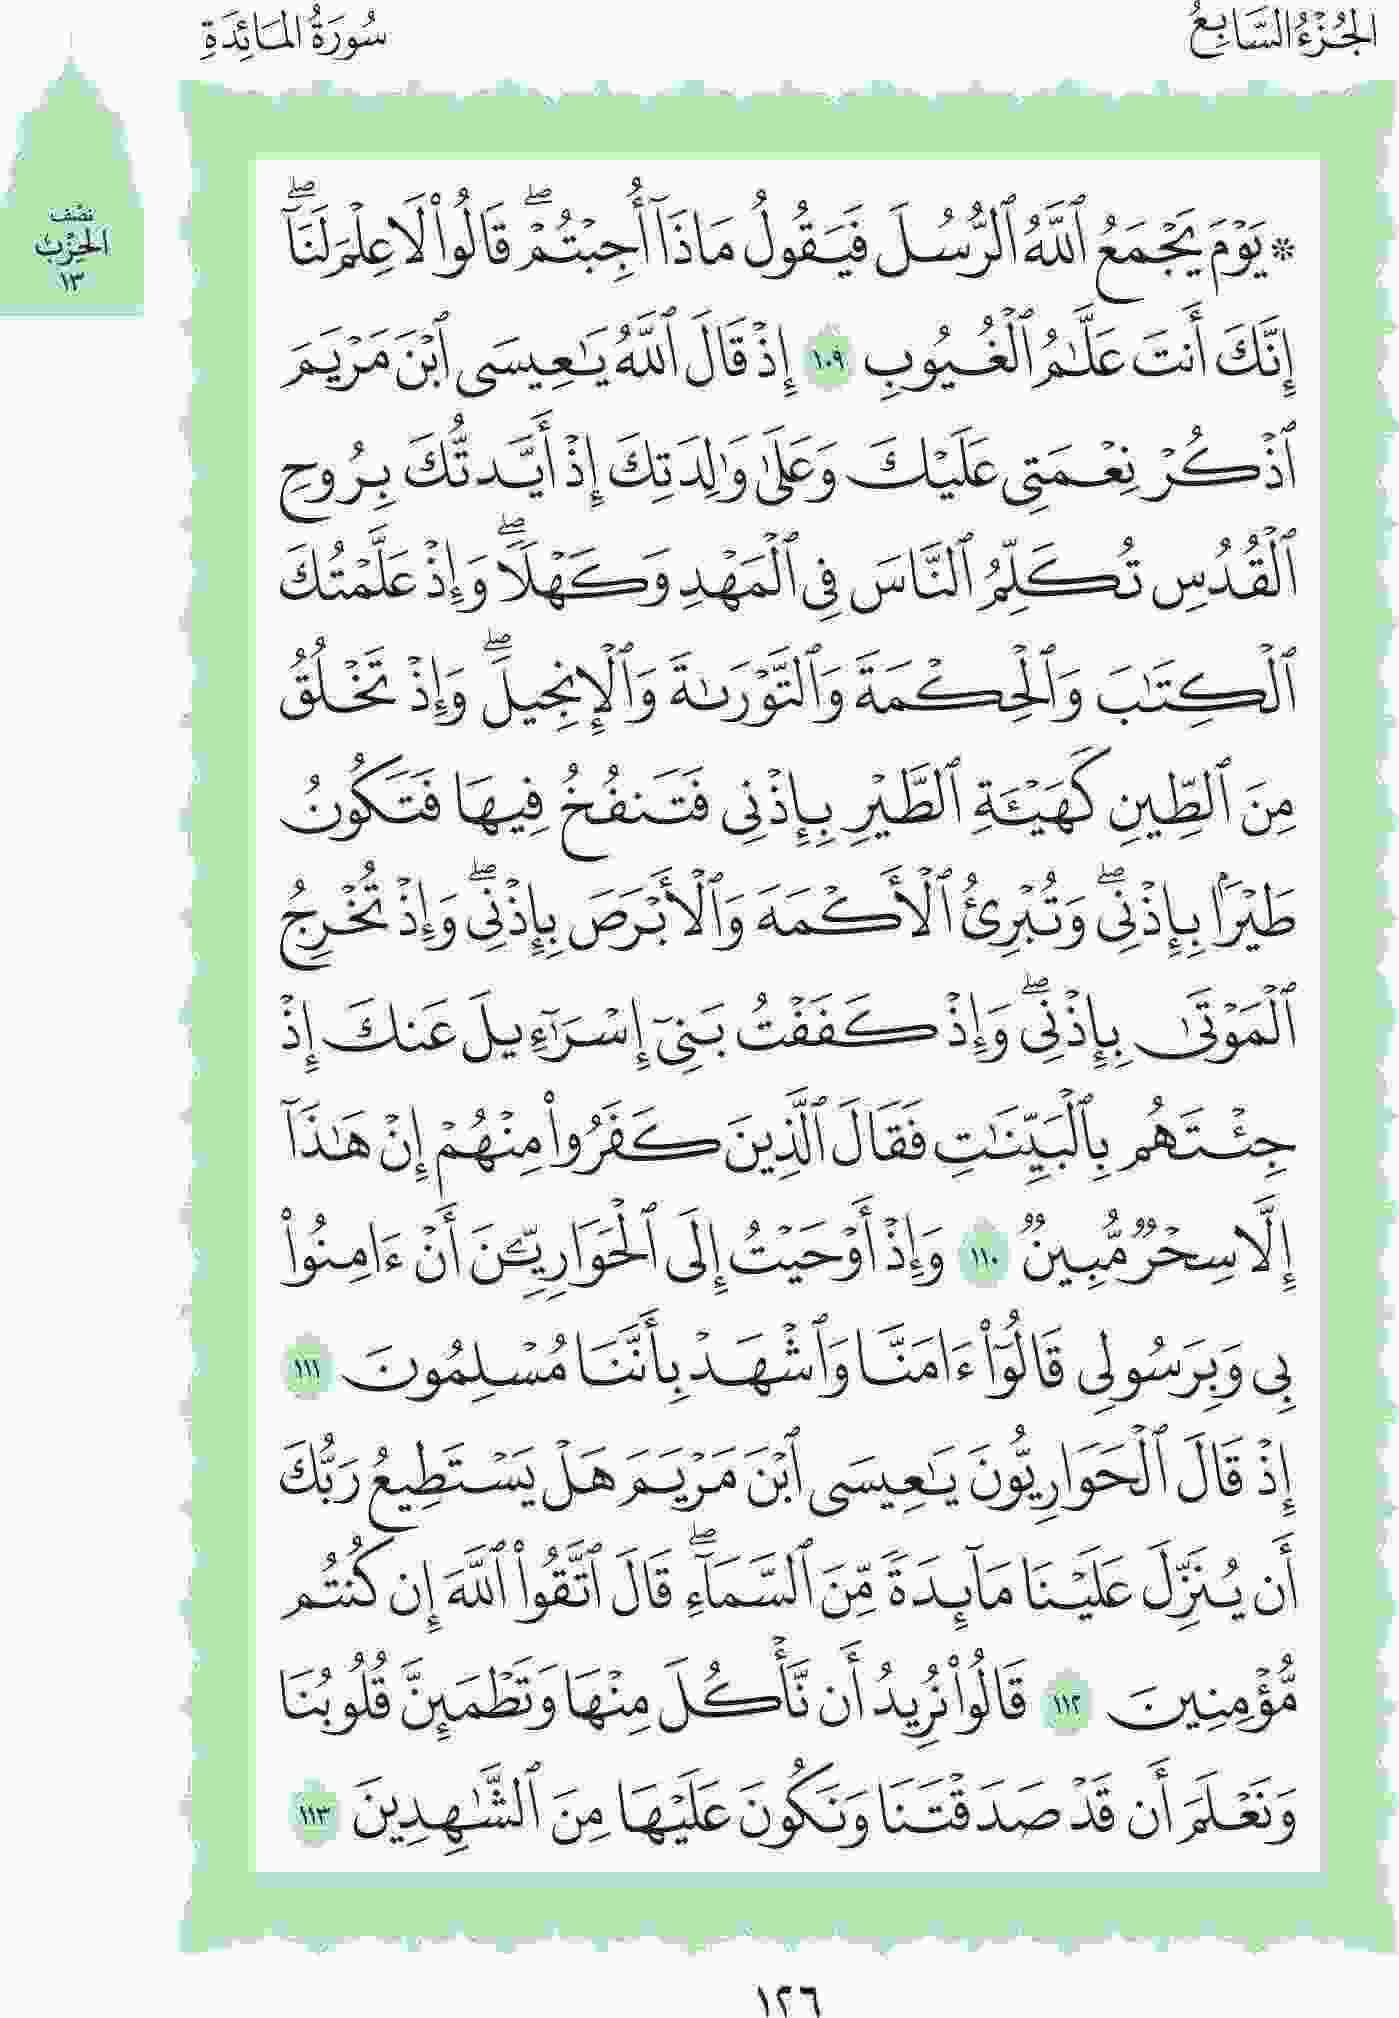 الجُزْءُ السَّابِعُ
سُورَةُ المَائِدَةِ
نِصْف
الحِزْب
١٣
۞ يَوْمَ يَجْمَعُ ٱللَّهُ ٱلرُّسُلَ فَيَقُولُ مَاذَآ أُجِبْتُمْۖ قَالُواْ لَا عِلْمَ لَنَآۖ
إِنَّكَ أَنتَ عَلَّٰمُ ٱلْغُيُوبِ ١٠٩ إِذْ قَالَ ٱللَّهُ يَٰعِيسَى ٱبْنَ مَرْيَمَ
ٱذْكُرْ نِعْمَتِى عَلَيْكَ وَعَلَىٰ وَٰلِدَتِكَ إِذْ أَيَّدتُّكَ بِرُوحِ
ٱلْقُدُسِ تُكَلِّمُ ٱلنَّاسَ فِى ٱلْمَهْدِ وَكَهْلًاۖ وَإِذْ عَلَّمْتُكَ
ٱلْكِتَٰبَ وَٱلْحِكْمَةَ وَٱلتَّوْرَىٰةَ وَٱلْإِنجِيلَۖ وَإِذْ تَخْلُقُ
مِنَ ٱلطِّينِ كَهَيْـَٔةِ ٱلطَّيْرِ بِإِذْنِى فَتَنفُخُ فِيهَا فَتَكُونُ
طَيْرًۢا بِإِذْنِىۖ وَتُبْرِئُ ٱلْأَكْمَهَ وَٱلْأَبْرَصَ بِإِذْنِىۖ وَإِذْ تُخْرِجُ
ٱلْمَوْتَىٰ بِإِذْنِىۖ وَإِذْ كَفَفْتُ بَنِىٓ إِسْرَٰٓءِيلَ عَنكَ إِذْ
جِئْتَهُم بِٱلْبَيِّنَٰتِ فَقَالَ ٱلَّذِينَ كَفَرُواْ مِنْهُمْ إِنْ هَٰذَآ
إِلَّا سِحْرٌ مُّبِينٌ ١١٠ وَإِذْ أَوْحَيْتُ إِلَى ٱلْحَوَارِيِّـۧنَ أَنْ ءَامِنُواْ
بِى وَبِرَسُولِى قَالُوٓاْ ءَامَنَّا وَٱشْهَدْ بِأَنَّنَا مُسْلِمُونَ ١١١
إِذْ قَالَ ٱلْحَوَارِيُّونَ يَٰعِيسَى ٱبْنَ مَرْيَمَ هَلْ يَسْتَطِيعُ رَبُّكَ
أَن يُنَزِّلَ عَلَيْنَا مَآئِدَةً مِّنَ ٱلسَّمَآءِۖ قَالَ ٱتَّقُواْ ٱللَّهَ إِن كُنتُم
مُّؤْمِنِينَ ١١٢ قَالُواْ نُرِيدُ أَن نَّأْكُلَ مِنْهَا وَتَطْمَئِنَّ قُلُوبُنَا
وَنَعْلَمَ أَن قَدْ صَدَقْتَنَا وَنَكُونَ عَلَيْهَا مِنَ ٱلشَّٰهِدِينَ ١١٣
١٢٦